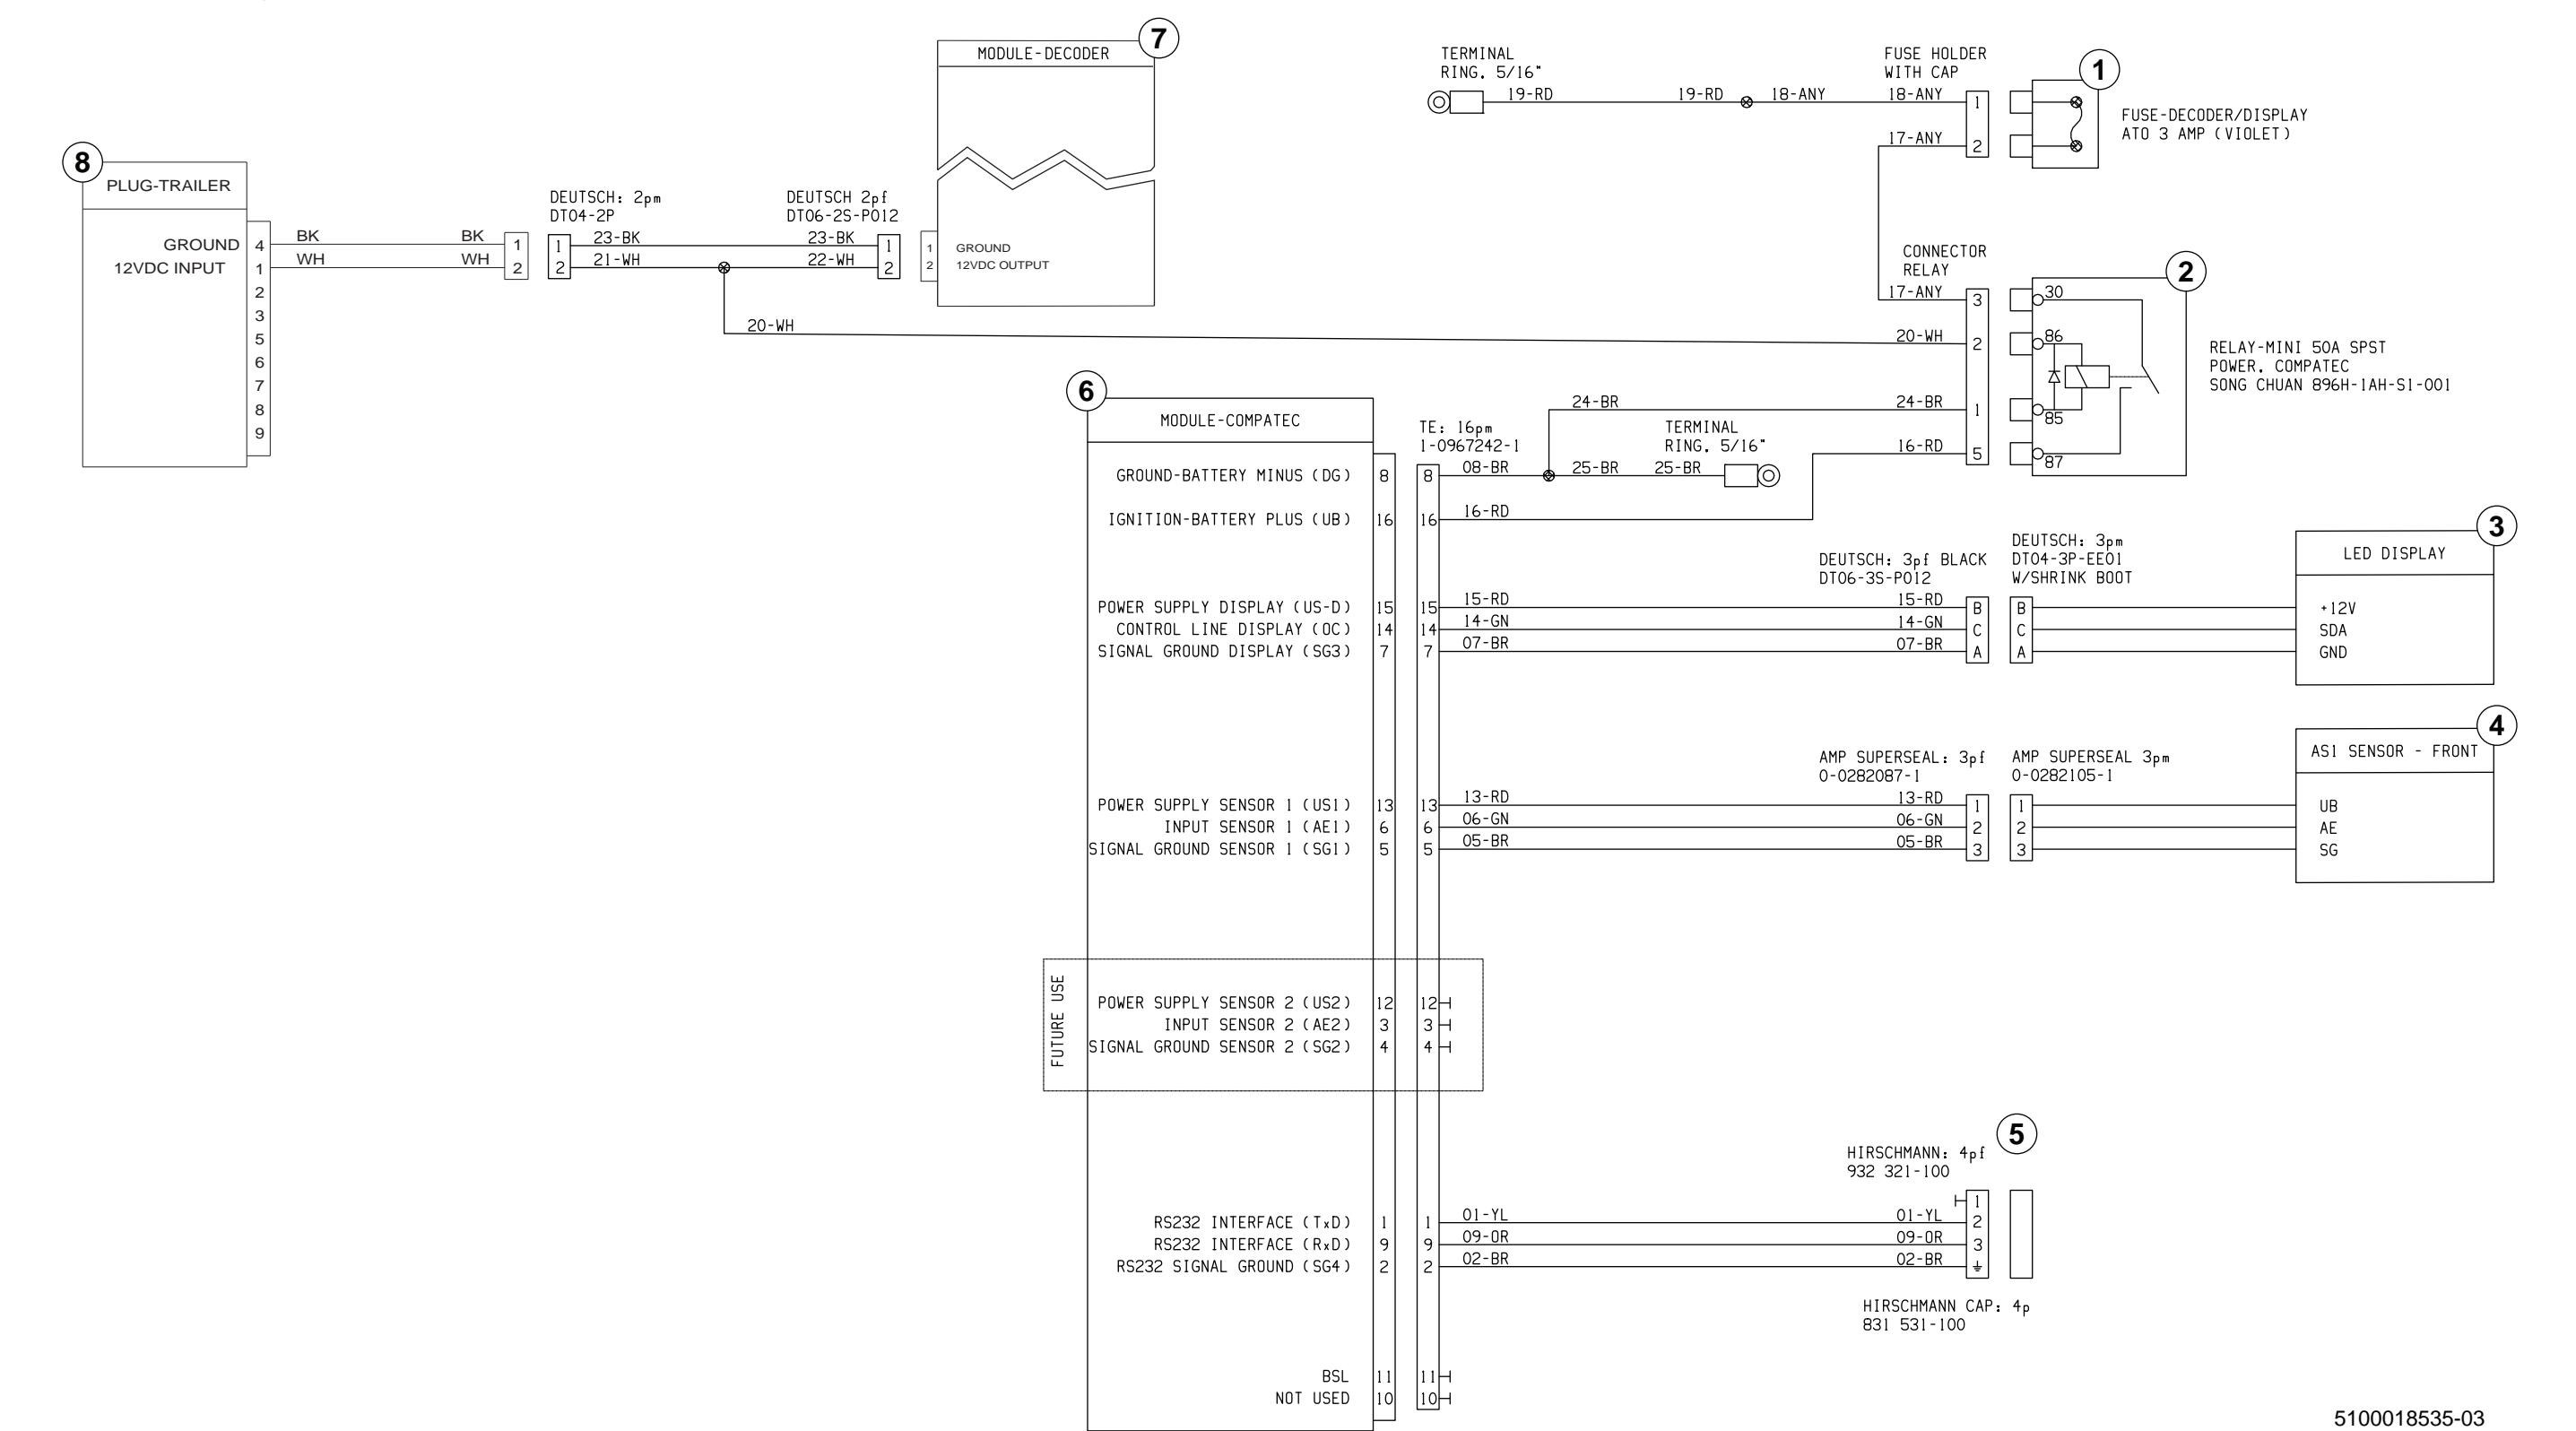 8
PLUG-TRAILER
GROUND 4
12VDC INPUT 1
2
3
5
6
7
8
9
BK BK 1
WH WH 2
DEUTSCH: 2pm
DT04-2P
1 23-BK 23-BK 1
2 21-WH 22-WH 2
DEUTSCH 2pf
DT06-2S-P012
20-WH 20-WH
7
MODULE-DECODER
1 GROUND
2 12VDC OUTPUT
TERMINAL
RING, 5/16"
19-RD 19-RD 18-ANY 18-ANY 1
17-ANY 2
FUSE HOLDER
WITH CAP
1
FUSE-DECODER/DISPLAY
ATO 3 AMP (VIOLET)
CONNECTOR
RELAY
17-ANY 3 30
2 86
24-BR 24-BR 1 85
16-RD 5 87
2
RELAY-MINI 50A SPST
POWER, COMPATEC
SONG CHUAN 896H-1AH-S1-001
6
MODULE-COMPATEC
TE: 16pm
1-0967242-1
TERMINAL
RING, 5/16"
GROUND-BATTERY MINUS (DG) 8 8 08-BR 25-BR 25-BR
IGNITION-BATTERY PLUS (UB) 16 16 16-RD
DEUTSCH: 3pf BLACK
DT06-3S-P012
DEUTSCH: 3pm
DT04-3P-EE01
W/SHRINK BOOT
3
LED DISPLAY
POWER SUPPLY DISPLAY (US-D) 15 15 15-RD 15-RD B B +12V
CONTROL LINE DISPLAY (OC) 14 14 14-GN 14-GN C C SDA
SIGNAL GROUND DISPLAY (SG3) 7 7 07-BR 07-BR A A GND
AMP SUPERSEAL: 3pf
0-0282087-1
AMP SUPERSEAL 3pm
0-0282105-1
4
AS1 SENSOR - FRONT
POWER SUPPLY SENSOR 1 (US1) 13 13 13-RD 13-RD 1 1 UB
INPUT SENSOR 1 (AE1) 6 6 06-GN 06-GN 2 2 AE
SIGNAL GROUND SENSOR 1 (SG1) 5 5 05-BR 05-BR 3 3 SG
FUTURE USE
POWER SUPPLY SENSOR 2 (US2) 12 12
INPUT SENSOR 2 (AE2) 3 3
SIGNAL GROUND SENSOR 2 (SG2) 4 4
5
HIRSCHMANN: 4pf
932 321-100
1
RS232 INTERFACE (TxD) 1 1 01-YL 01-YL 2
RS232 INTERFACE (RxD) 9 9 09-OR 09-OR 3
RS232 SIGNAL GROUND (SG4) 2 2 02-BR 02-BR
HIRSCHMANN CAP: 4p
831 531-100
BSL 11 11
NOT USED 10 10
5100018535-03